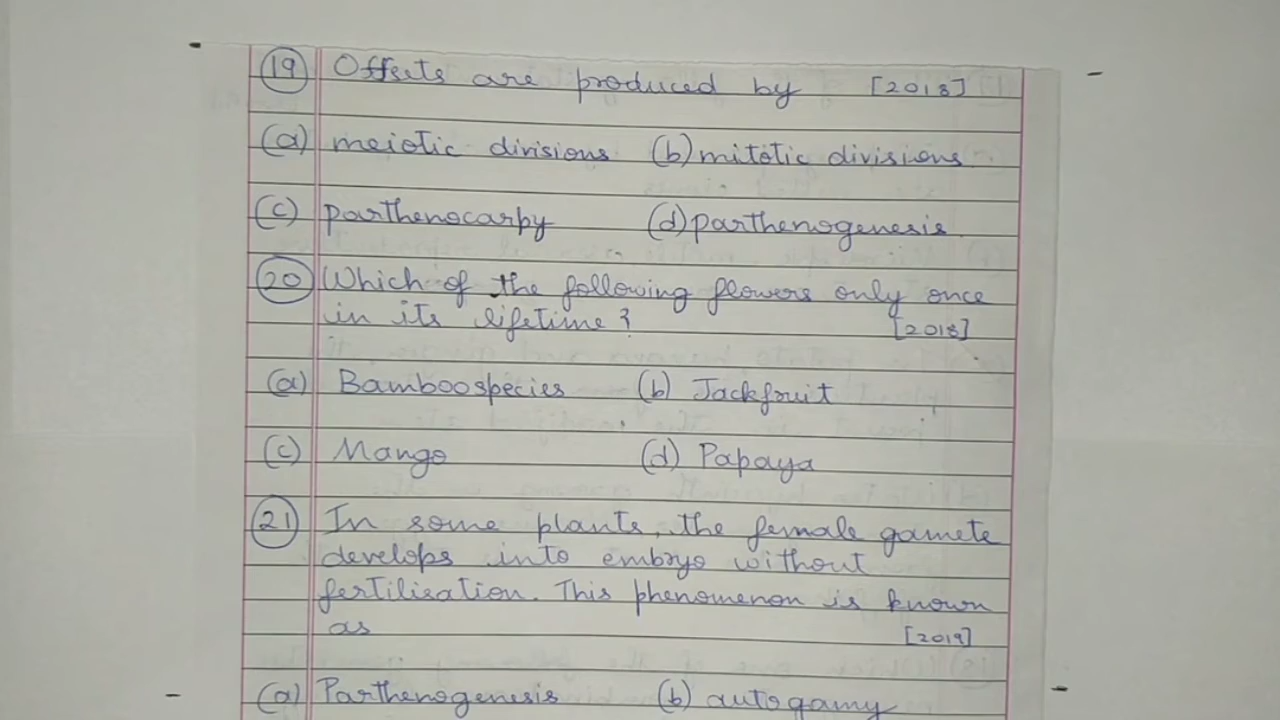 19 Offsets are produced by [2018]
(a) meiotic divisions (b) mitotic divisions
(c) parthenocarpy (d) parthenogenesis
20 Which of the following flowers only once
in its lifetime? [2018]
(a) Bamboo species (b) Jackfruit
(c) Mango (d) Papaya
21 In some plants, the female gamete
develops into embryo without
fertilisation. This phenomenon is known
as [2019]
(a) Parthenogenesis (b) autogamy